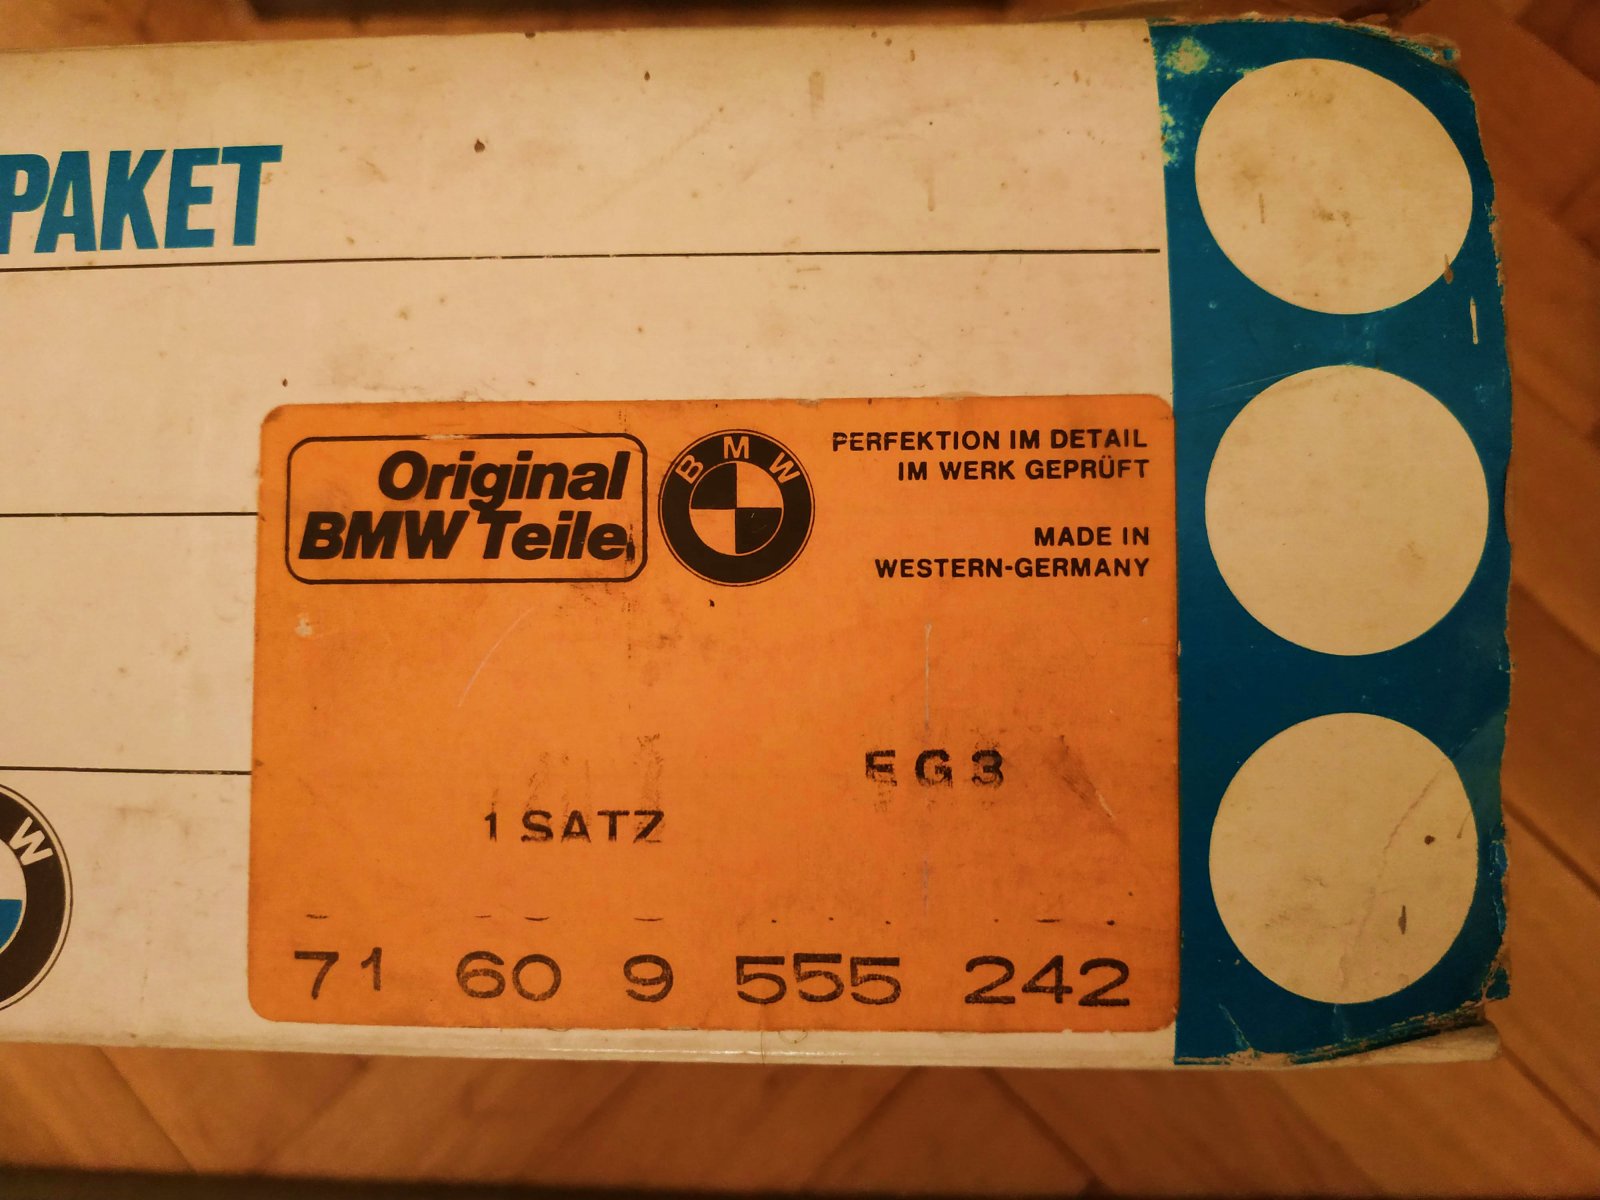 PAKET
Original
BMW Teile
BMW
PERFEKTION IM DETAIL
IM WERK GEPRÜFT
MADE IN
WESTERN-GERMANY
EG3
1 SATZ
W
71 60 9 555 242